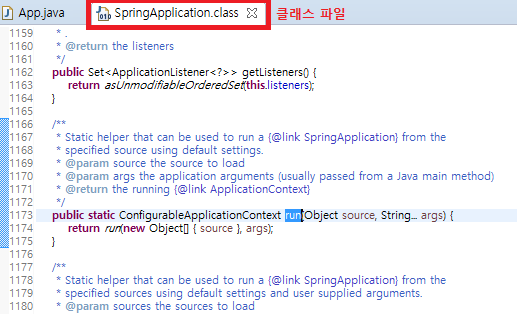 App.java SpringApplication.class 클래스 파일
1159 * .
1160 * @return the listeners
1161 */
1162 public Set<ApplicationListener<?>> getListeners() {
1163 return asUnmodifiableOrderedSet(this.listeners);
1164 }
1165
1166 /**
1167 * Static helper that can be used to run a {@link SpringApplication} from the
1168 * specified source using default settings.
1169 * @param source the source to load
1170 * @param args the application arguments (usually passed from a Java main method)
1171 * @return the running {@link ApplicationContext}
1172 */
1173 public static ConfigurableApplicationContext run(Object source, String... args) {
1174 return run(new Object[] { source }, args);
1175 }
1176
1177 /**
1178 * Static helper that can be used to run a {@link SpringApplication} from the
1179 * specified sources using default settings and user supplied arguments.
1180 * @param sources the sources to load